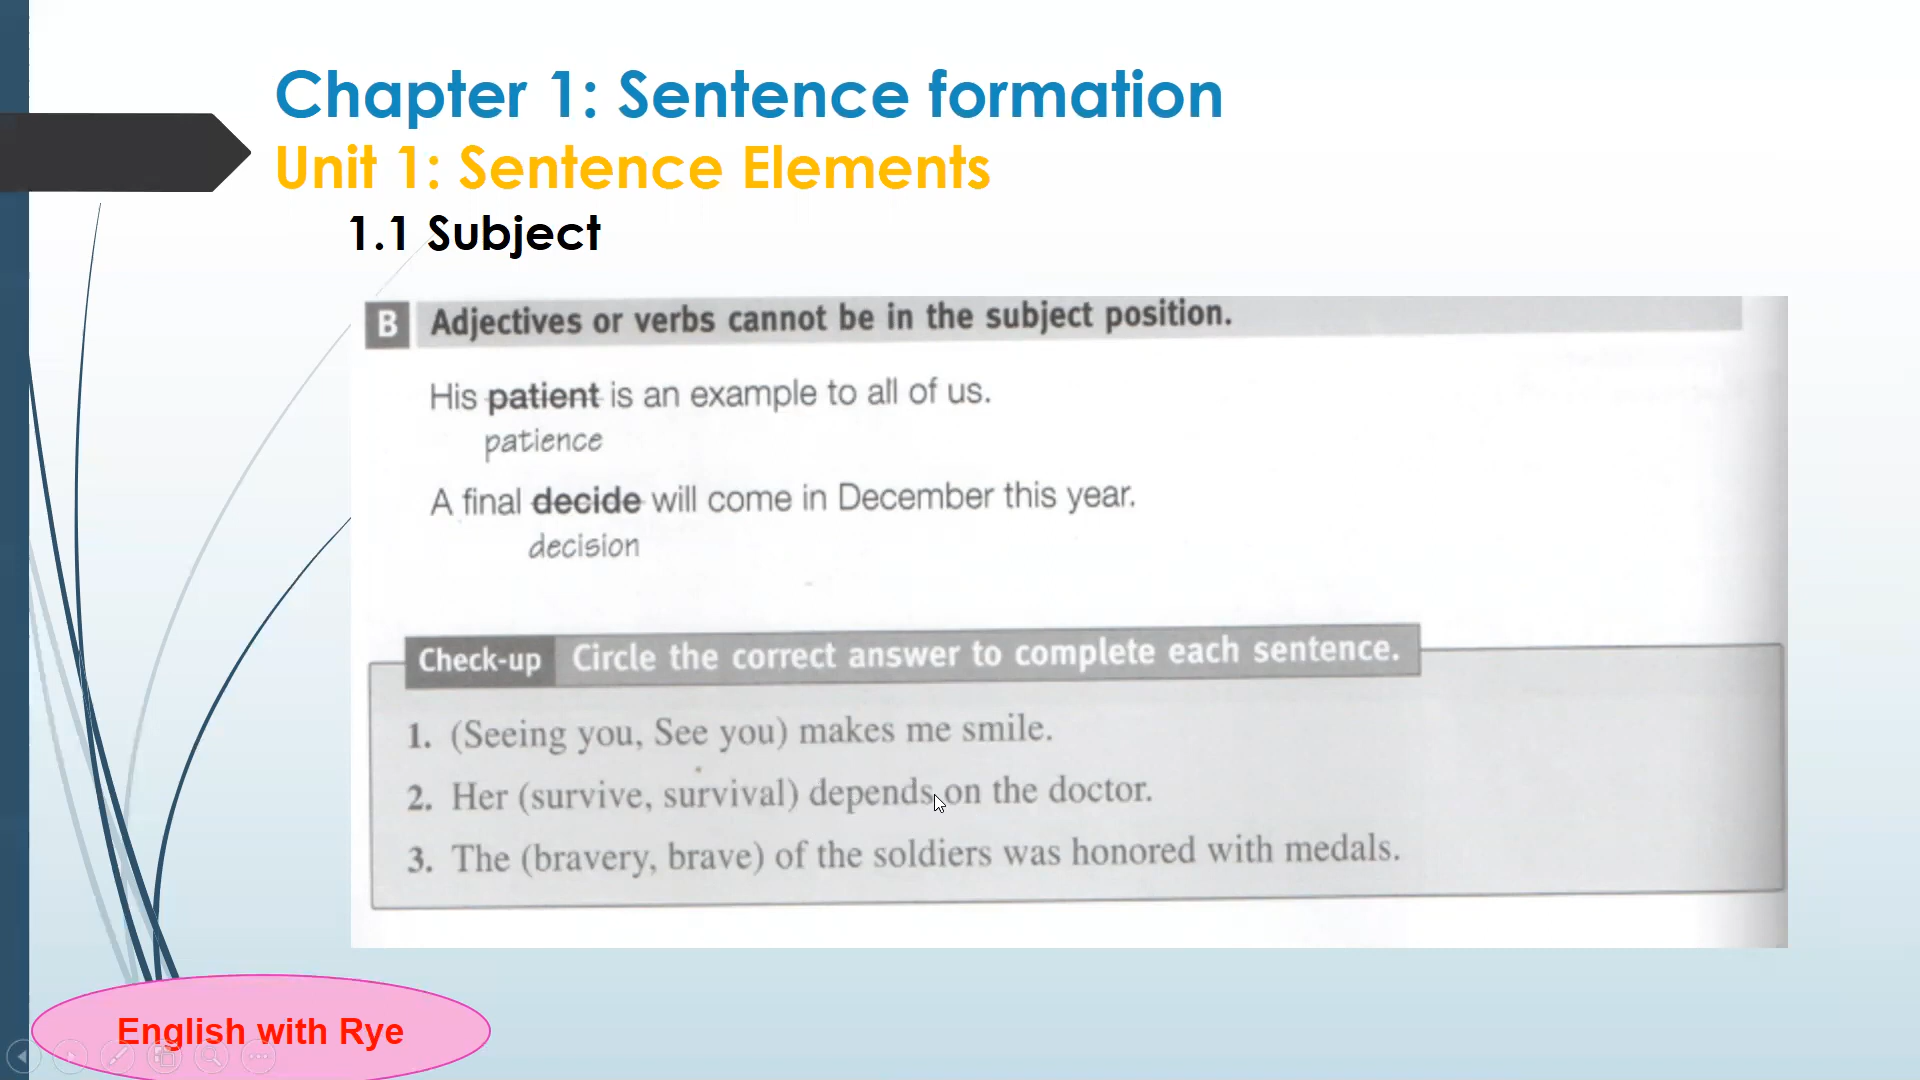 Chapter 1: Sentence formation
Unit 1: Sentence Elements
1.1 Subject
B Adjectives or verbs cannot be in the subject position.
His patient is an example to all of us.
patience
A final decide will come in December this year.
decision
Check-up Circle the correct answer to complete each sentence.
1. (Seeing you, See you) makes me smile.
2. Her (survive, survival) depends on the doctor.
3. The (bravery, brave) of the soldiers was honored with medals.
English with Rye